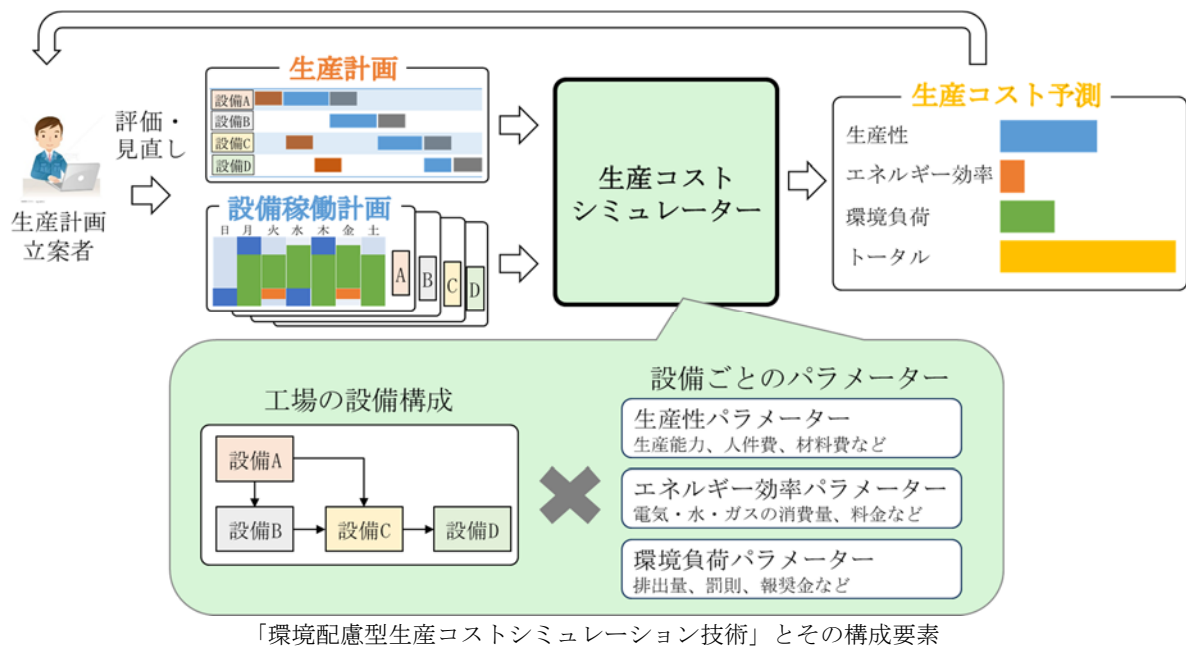 評価・
見直し
生産計画
立案者
生産計画
設備A
設備B
設備C
設備D
設備稼働計画
日 月 火 水 木 金 土
A
B
C
D
生産コスト
シミュレーター
生産コスト予測
生産性
エネルギー効率
環境負荷
トータル
工場の設備構成
設備A
設備B
設備C
設備D
設備ごとのパラメーター
生産性パラメーター
生産能力、人件費、材料費など
エネルギー効率パラメーター
電気・水・ガスの消費量、料金など
環境負荷パラメーター
排出量、罰則、報奨金など
「環境配慮型生産コストシミュレーション技術」とその構成要素